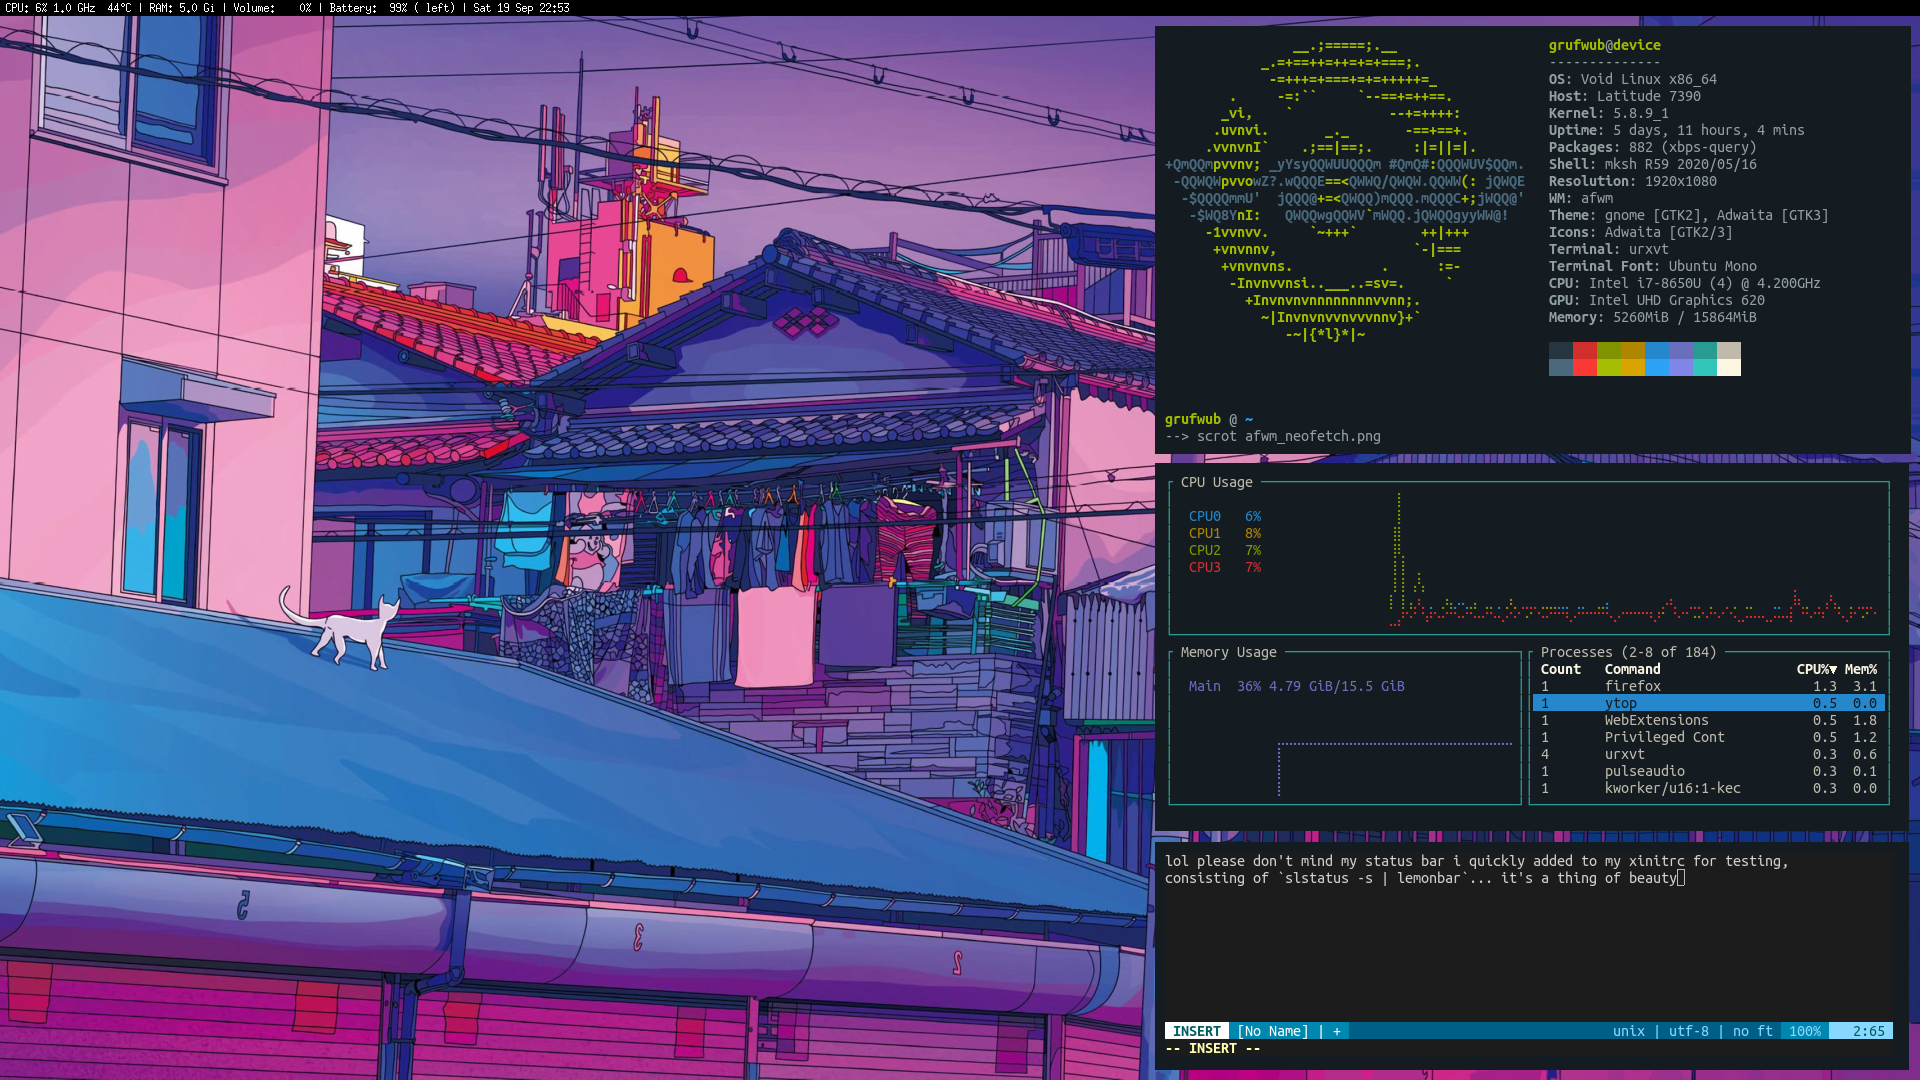 CPU: 6% 1.0 GHz 44°C | RAM: 5.0 Gi | Volume: 0% | Battery: 99% ( left) | Sat 19 Sep 22:53
grufwub@device
--------------
OS: Void Linux x86_64
Host: Latitude 7390
Kernel: 5.8.9_1
Uptime: 5 days, 11 hours, 4 mins
Packages: 882 (xbps-query)
Shell: mksh R59 2020/05/16
Resolution: 1920x1080
WM: afwm
Theme: gnome [GTK2], Adwaita [GTK3]
Icons: Adwaita [GTK2/3]
Terminal: urxvt
Terminal Font: Ubuntu Mono
CPU: Intel i7-8650U (4) @ 4.200GHz
GPU: Intel UHD Graphics 620
Memory: 5260MiB / 15864MiB
grufwub @ ~
--> scrot afwm_neofetch.png
CPU Usage
CPU0 6%
CPU1 8%
CPU2 7%
CPU3 7%
Memory Usage
Main 36% 4.79 GiB/15.5 GiB
Processes (2-8 of 184)
Count Command CPU%▼ Mem%
1 firefox 1.3 3.1
1 ytop 0.5 0.0
1 WebExtensions 0.5 1.8
1 Privileged Cont 0.5 1.2
4 urxvt 0.3 0.6
1 pulseaudio 0.3 0.1
1 kworker/u16:1-kec 0.3 0.0
lol please don't mind my status bar i quickly added to my xinitrc for testing,
consisting of `slstatus -s | lemonbar`... it's a thing of beauty
INSERT [No Name] | + unix | utf-8 | no ft 100% 2:65
-- INSERT --